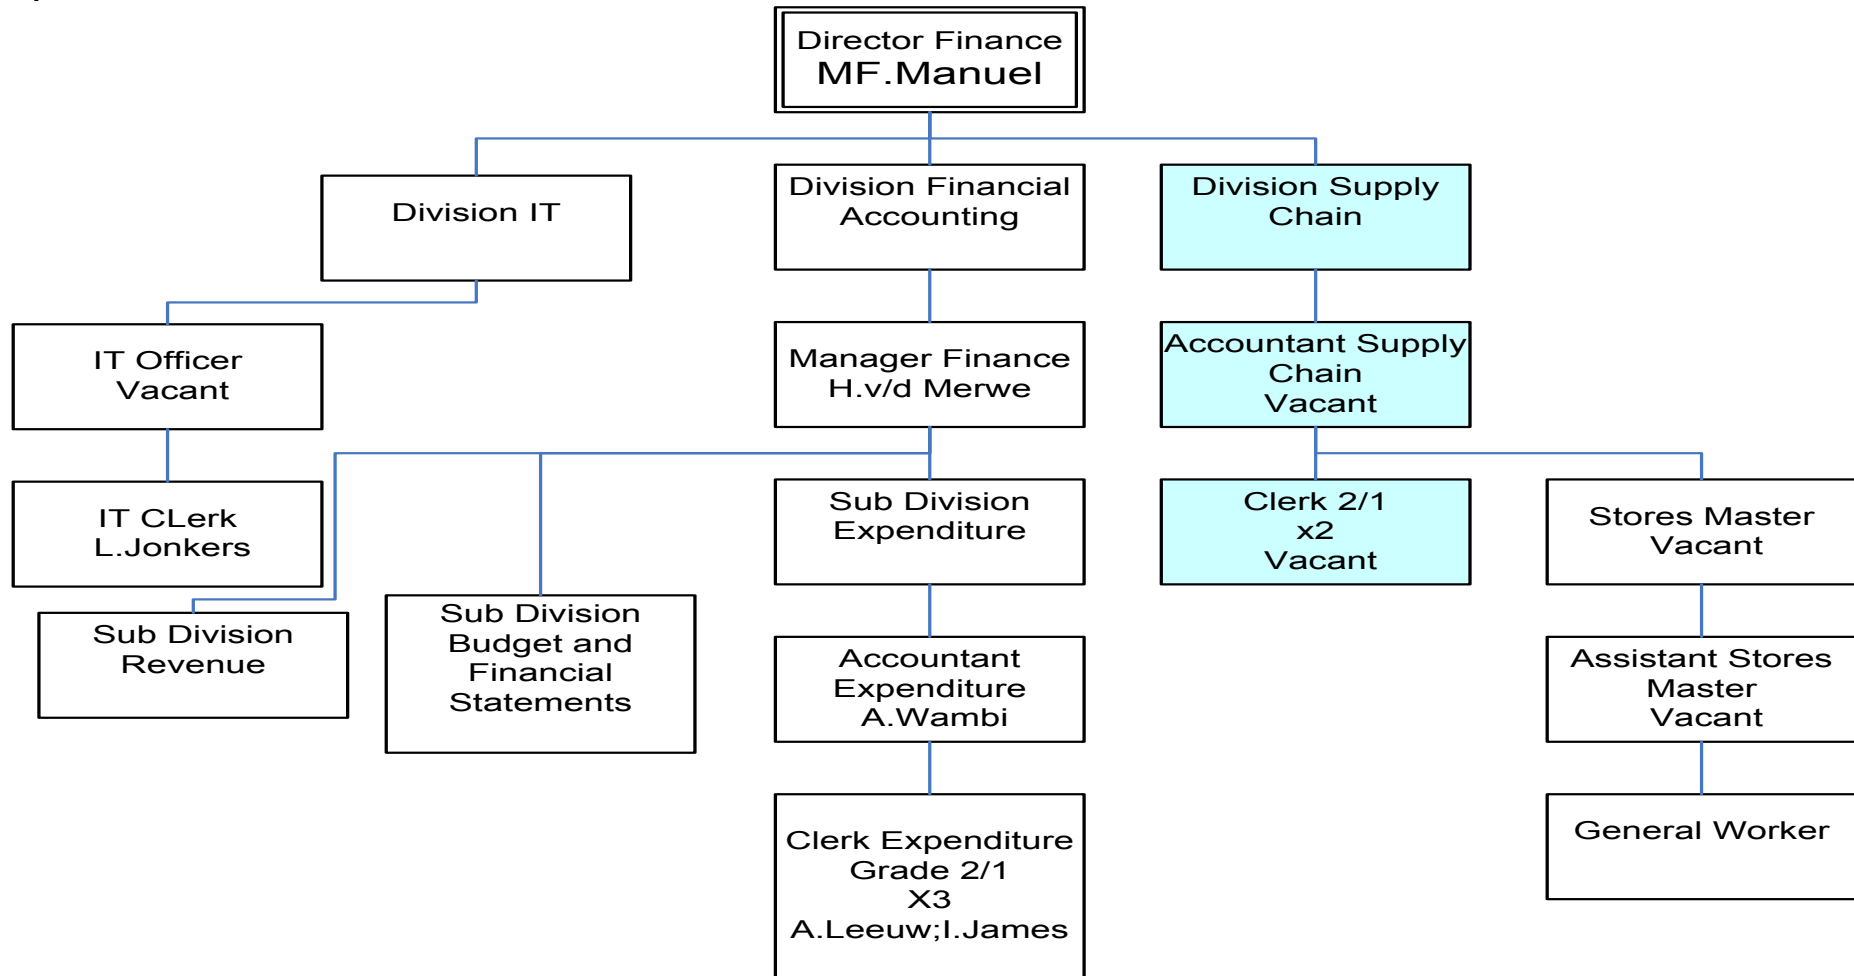 Director Finance
MF.Manuel
Division IT
Division Financial
Accounting
Division Supply
Chain
IT Officer
Vacant
Manager Finance
H.v/d Merwe
Accountant Supply
Chain
Vacant
IT CLerk
L.Jonkers
Sub Division
Expenditure
Clerk 2/1
x2
Vacant
Stores Master
Vacant
Sub Division
Revenue
Sub Division
Budget and
Financial
Statements
Accountant
Expenditure
A.Wambi
Assistant Stores
Master
Vacant
Clerk Expenditure
Grade 2/1
X3
A.Leeuw;I.James
General Worker